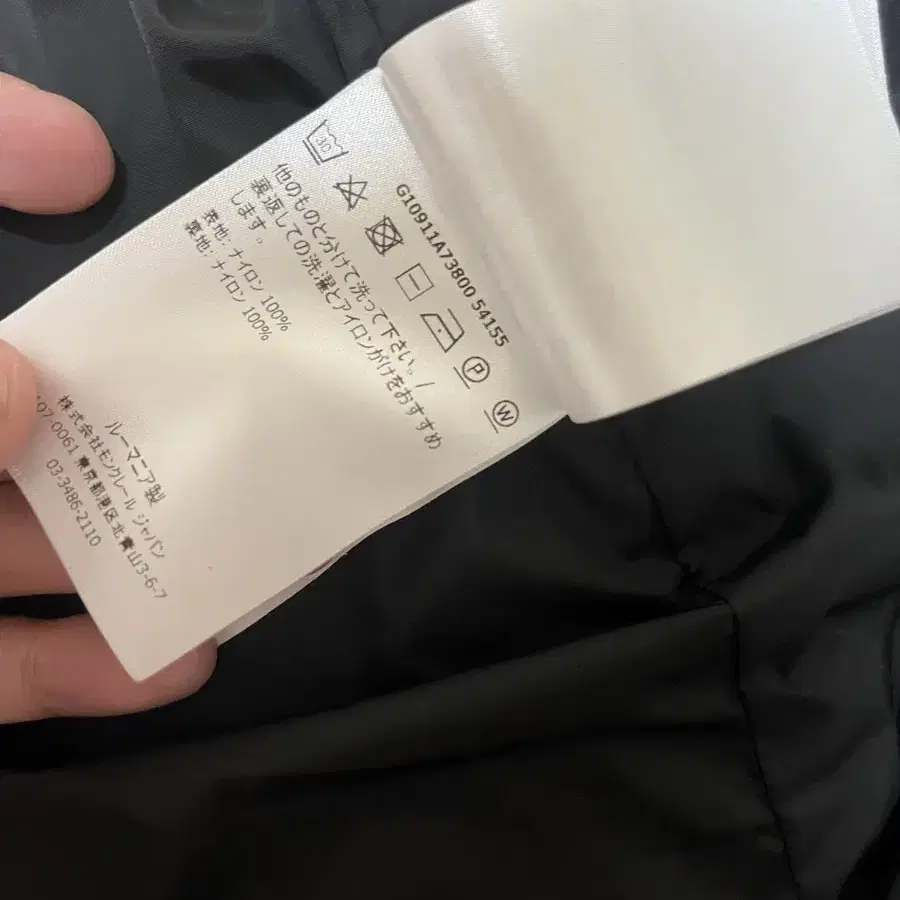 G10911A73800 54155
30
P
W
他のものと分けて洗って下さい。/
裏返しての洗濯とアイロンがけをおすすめ
します。
表地: ナイロン 100%
裏地: ナイロン 100%
ルーマニア製
株式会社モンクレール ジャパン
107-0061 東京都港区北青山3-6-7
03-3486-2110